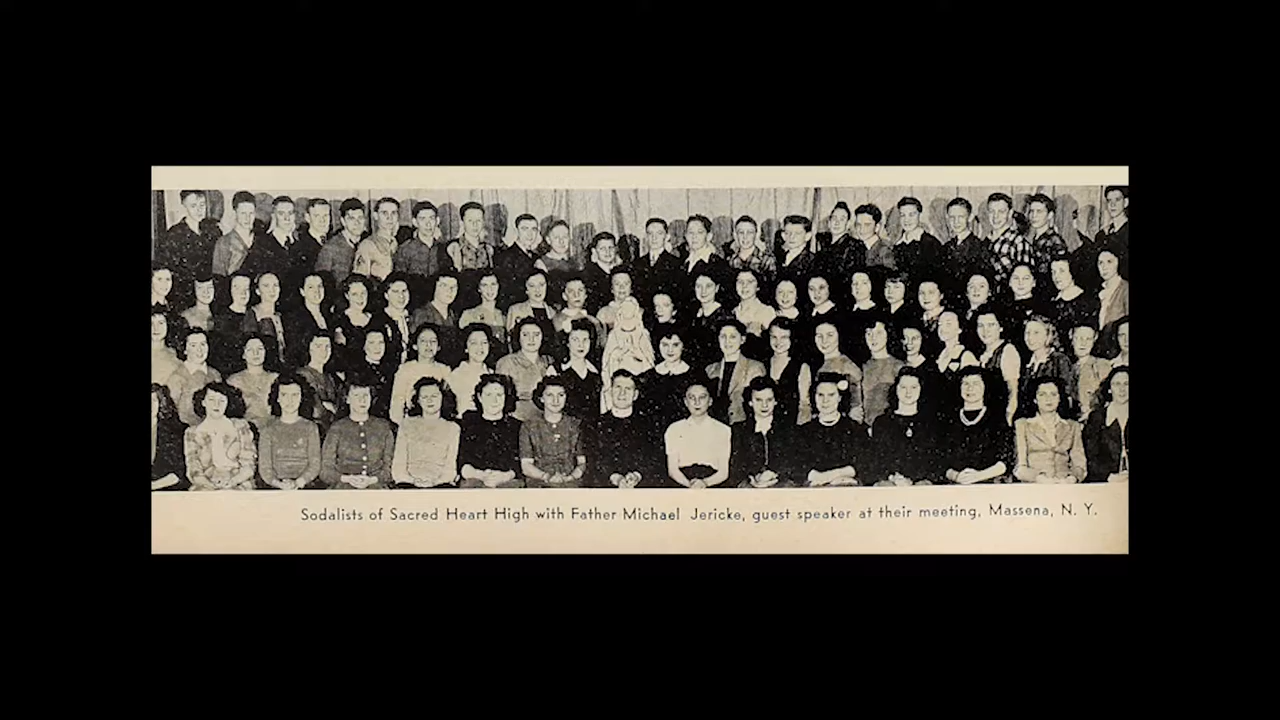 Sodalists of Sacred Heart High with Father Michael Jericke, guest speaker at their meeting, Massena, N. Y.